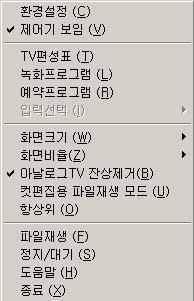 환경설정 (C)
✓ 제어기 보임 (V)
TV편성표 (T)
녹화프로그램 (L)
예약프로그램 (R)
입력선택 (I)
화면크기 (W)
화면비율(Z)
✓ 아날로그TV 잔상제거(B)
컷편집용 파일재생 모드 (U)
항상위 (O)
파일재생 (F)
정지/대기 (S)
도움말 (H)
종료 (X)